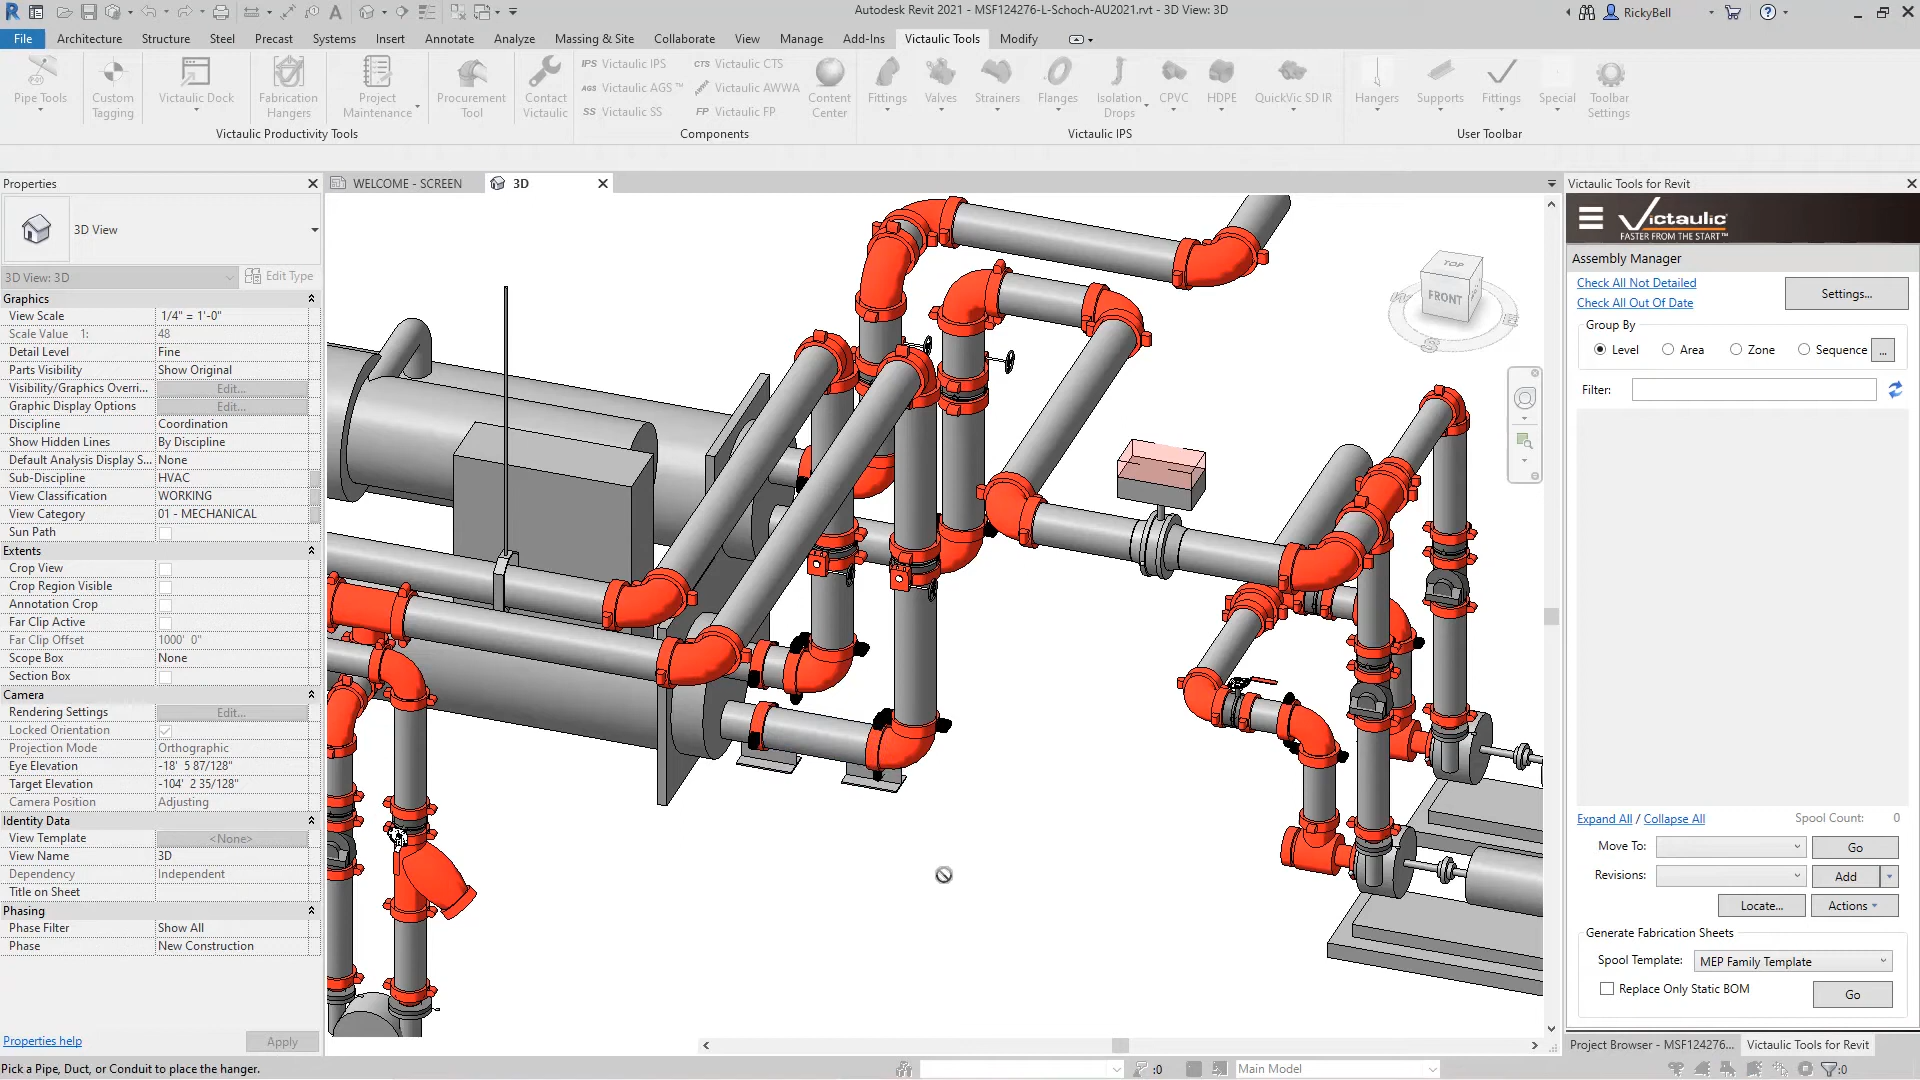 Autodesk Revit 2021 - MSF124276-L-Schoch-AU2021.rvt - 3D View: 3D
RickyBell
File Architecture Structure Steel Precast Systems Insert Annotate Analyze Massing & Site Collaborate View Manage Add-Ins Victaulic Tools Modify
IPS Victaulic IPS CTS Victaulic CTS
AGS Victaulic AGS™ Victaulic AWWA
SS Victaulic SS FP Victaulic FP
Pipe Tools
Custom Tagging
Victaulic Dock
Fabrication Hangers
Project Maintenance
Procurement Tool
Contact Victaulic
Content Center
Fittings
Valves
Strainers
Flanges
Isolation Drops
CPVC
HDPE
QuickVic SD IR
Hangers
Supports
Fittings
Special
Toolbar Settings
Victaulic Productivity Tools Components Victaulic IPS User Toolbar
Properties
WELCOME - SCREEN
3D
3D View
3D View: 3D
Edit Type
Graphics
View Scale 1/4" = 1'-0"
Scale Value 1: 48
Detail Level Fine
Parts Visibility Show Original
Visibility/Graphics Overri... Edit...
Graphic Display Options Edit...
Discipline Coordination
Show Hidden Lines By Discipline
Default Analysis Display S... None
Sub-Discipline HVAC
View Classification WORKING
View Category 01 - MECHANICAL
Sun Path
Extents
Crop View
Crop Region Visible
Annotation Crop
Far Clip Active
Far Clip Offset 1000' 0"
Scope Box None
Section Box
Camera
Rendering Settings Edit...
Locked Orientation
Projection Mode Orthographic
Eye Elevation -18' 5 87/128"
Target Elevation -104' 2 35/128"
Camera Position Adjusting
Identity Data
View Template <None>
View Name 3D
Dependency Independent
Title on Sheet
Phasing
Phase Filter Show All
Phase New Construction
Properties help
Apply
TOP
FRONT
Victaulic Tools for Revit
Victaulic
FASTER FROM THE START™
Assembly Manager
Check All Not Detailed
Check All Out Of Date
Settings...
Group By
Level Area Zone Sequence ...
Filter:
Expand All / Collapse All
Spool Count: 0
Move To: Go
Revisions: Add
Locate... Actions
Generate Fabrication Sheets
Spool Template: MEP Family Template
Replace Only Static BOM
Go
Project Browser - MSF124276...
Victaulic Tools for Revit
Pick a Pipe, Duct, or Conduit to place the hanger.
:0
Main Model
:0